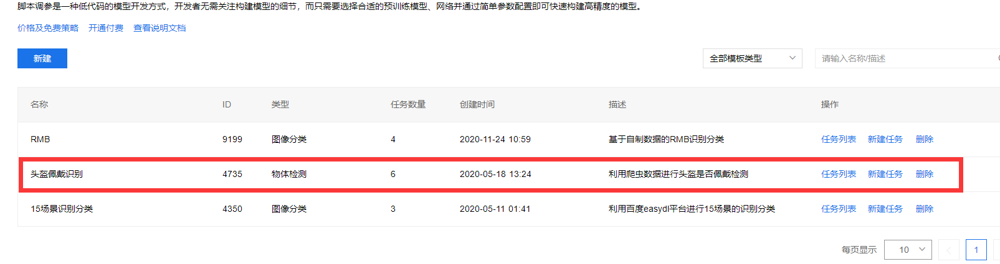 脚本调参是一种低代码的模型开发方式，开发者无需关注构建模型的细节，而只需要选择合适的预训练模型、网络并通过简单参数配置即可快速构建高精度的模型。
价格及免费策略 开通付费 查看说明文档
新建 全部模板类型 请输入名称/描述
名称 ID 类型 任务数量 创建时间 描述 操作
RMB 9199 图像分类 4 2020-11-24 10:59 基于自制数据的RMB识别分类 任务列表 新建任务 删除
头盔佩戴识别 4735 物体检测 6 2020-05-18 13:24 利用爬虫数据进行头盔是否佩戴检测 任务列表 新建任务 删除
15场景识别分类 4350 图像分类 3 2020-05-11 01:41 利用百度easydl平台进行15场景的识别分类 任务列表 新建任务 删除
每页显示 10 1